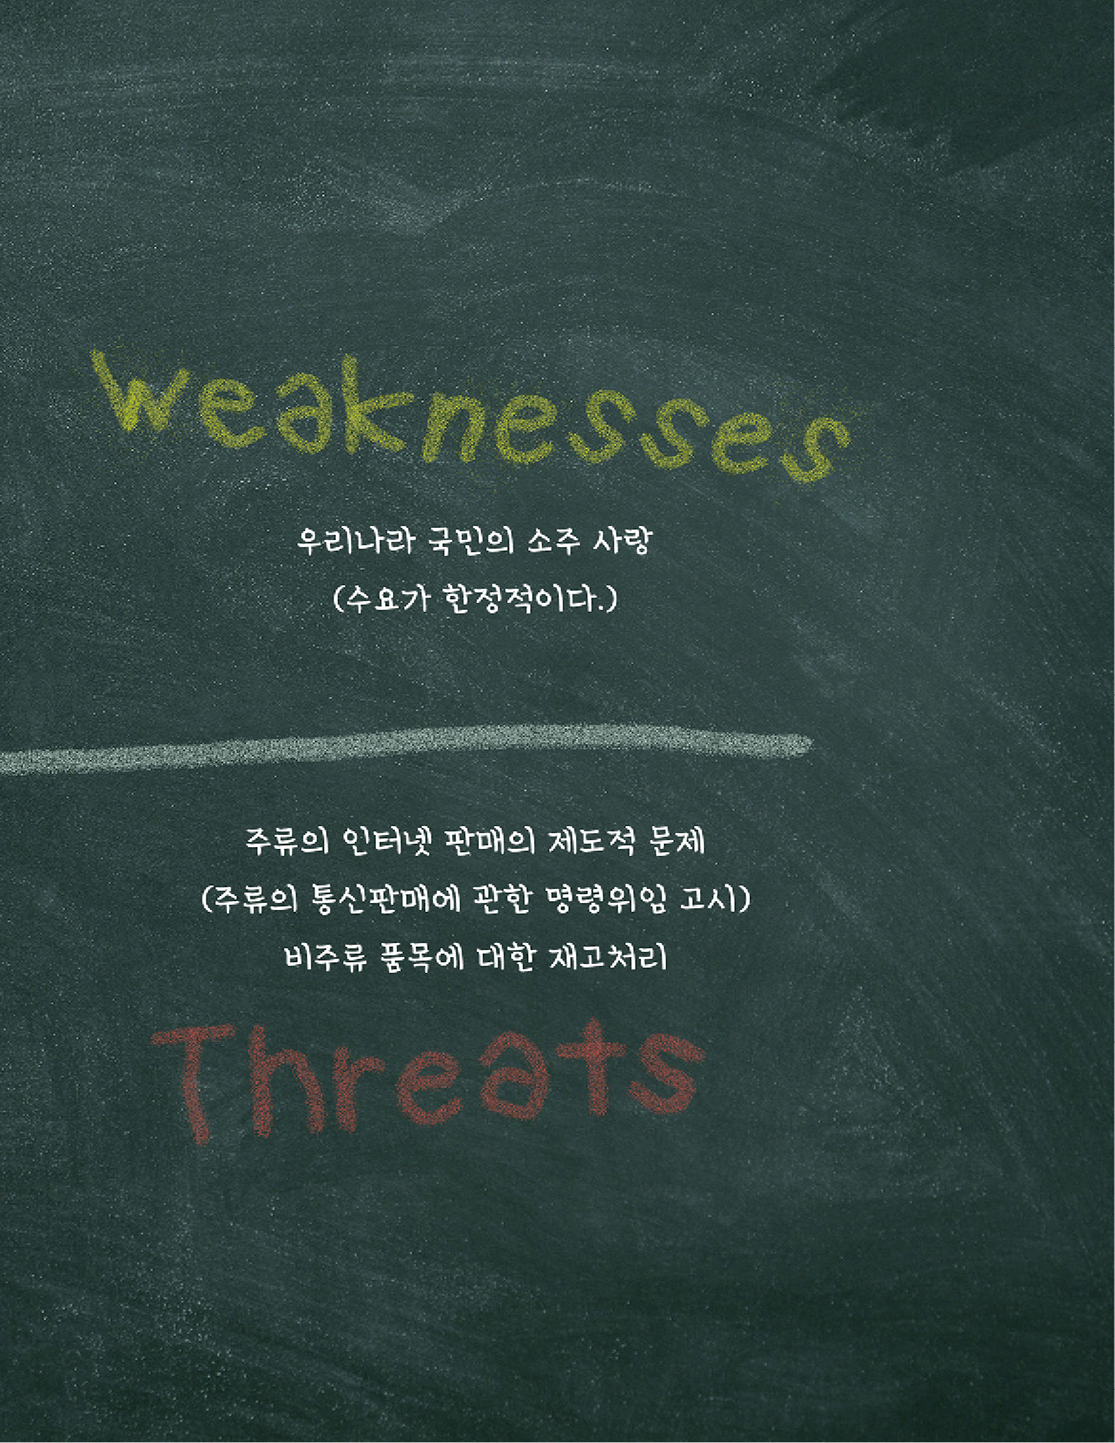 Weaknesses
우리나라 국민의 소주 사랑
(수요가 한정적이다.)
주류의 인터넷 판매의 제도적 문제
(주류의 통신판매에 관한 명령위임 고시)
비주류 품목에 대한 재고처리
Threats